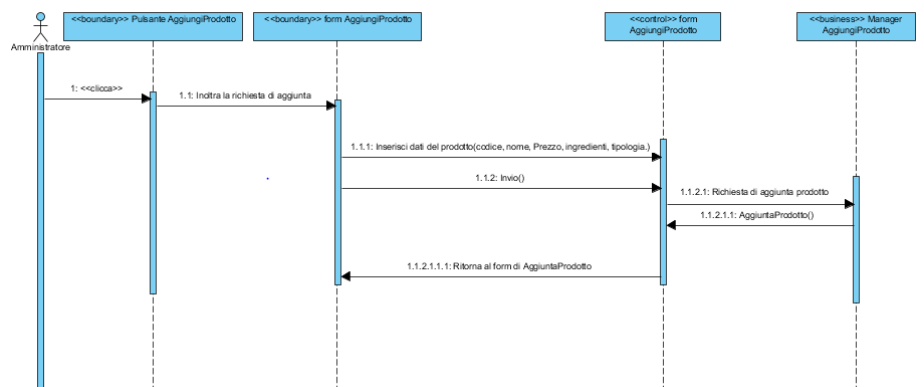 <<boundary>> Pulsante AggiungiProdotto
<<boundary>> form AggiungiProdotto
<<control>> form
AggiungiProdotto
<<business>> Manager
AggiungiProdotto
Amministratore
1: <<clicca>>
1.1: Inoltra la richiesta di aggiunta
1.1.1: Inserisci dati del prodotto(codice, nome, Prezzo, ingredienti, tipologia.)
1.1.2: Invio()
1.1.2.1: Richiesta di aggiunta prodotto
1.1.2.1.1: AggiuntaProdotto()
1.1.2.1.1.1: Ritorna al form di AggiuntaProdotto